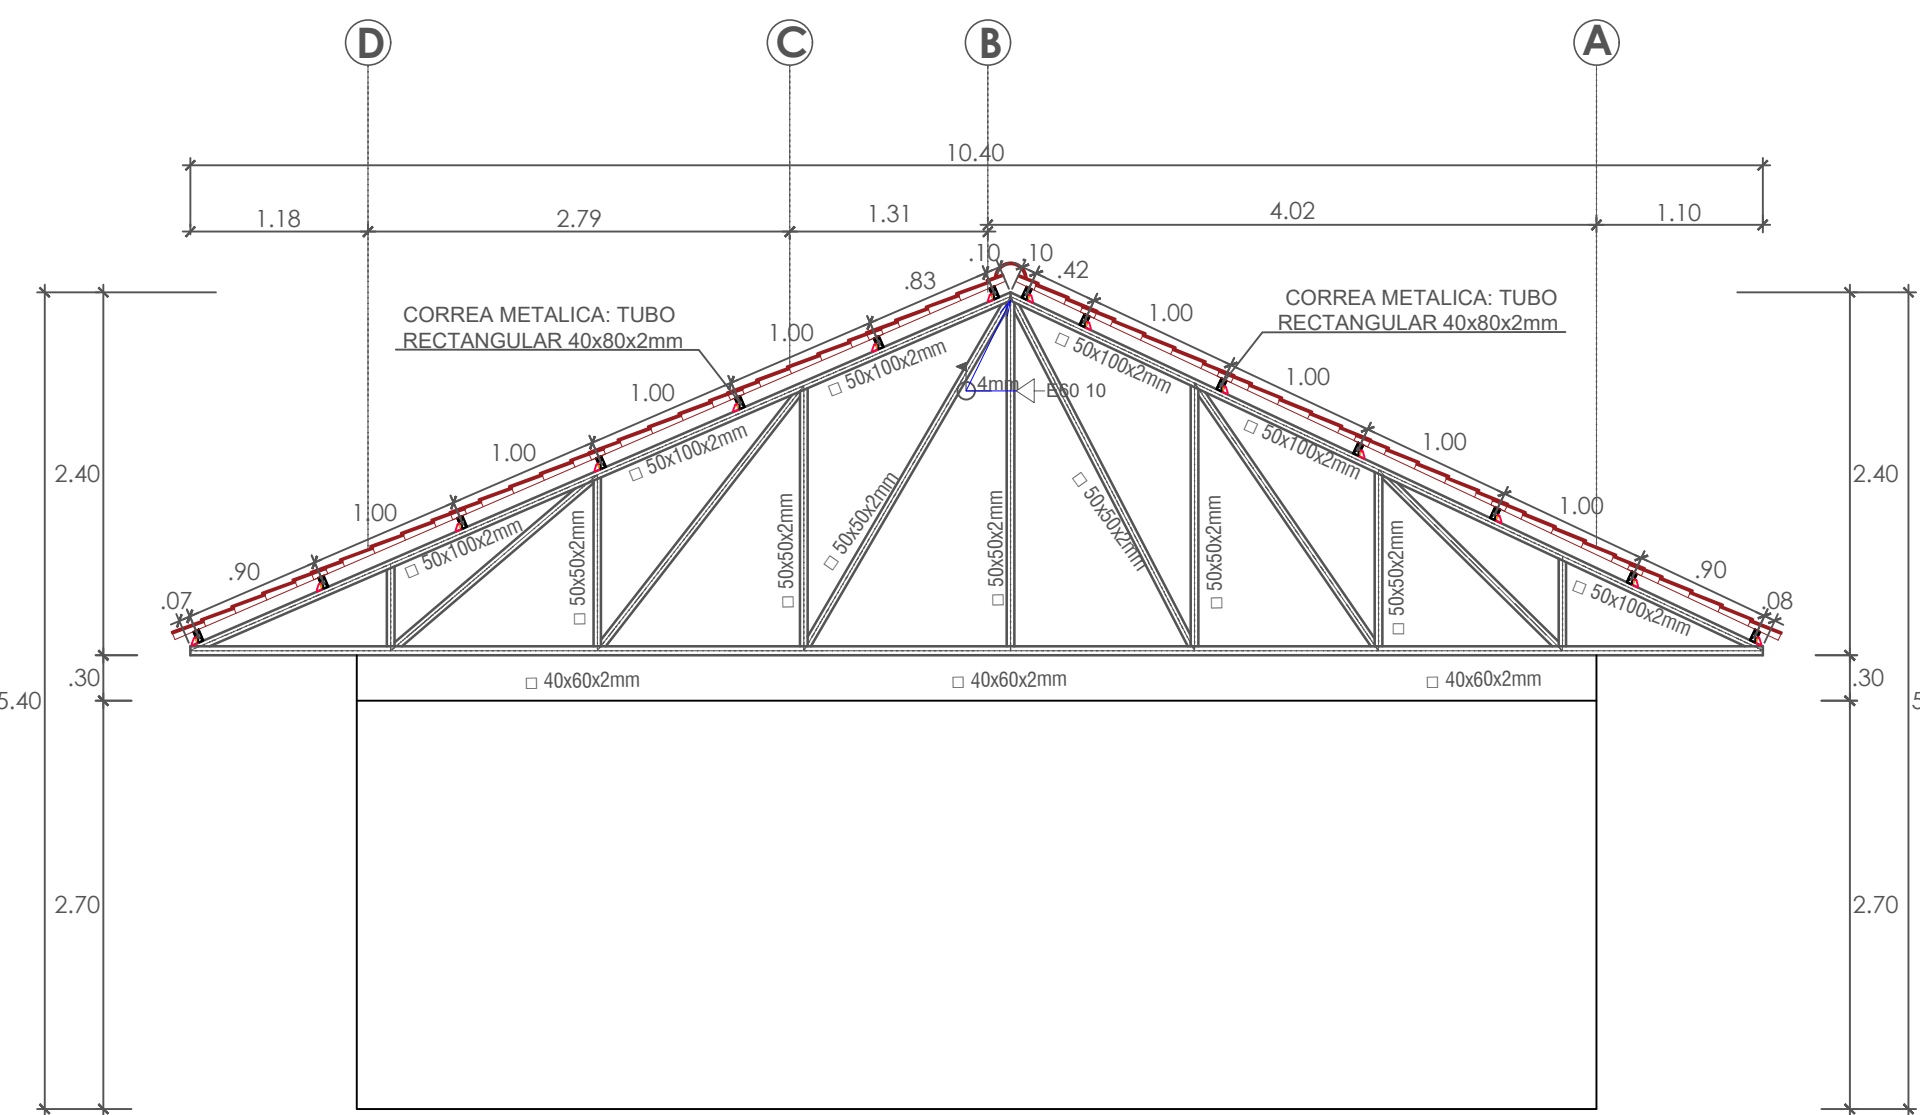 D
C
B
A
10.40
1.18
2.79
1.31
4.02
1.10
.10
.10
.83
.42
CORREA METALICA: TUBO
RECTANGULAR 40x80x2mm
CORREA METALICA: TUBO
RECTANGULAR 40x80x2mm
1.00
1.00
1.00
1.00
1.00
1.00
1.00
1.00
.90
.90
.07
.08
□ 50x100x2mm
□ 50x100x2mm
□ 50x100x2mm
□ 50x100x2mm
□ 50x100x2mm
□ 50x100x2mm
4mm
E60 10
□ 50x50x2mm
□ 50x50x2mm
□ 50x50x2mm
□ 50x50x2mm
□ 50x50x2mm
□ 50x50x2mm
□ 50x50x2mm
2.40
2.40
.30
.30
5.40
5
□ 40x60x2mm
□ 40x60x2mm
□ 40x60x2mm
2.70
2.70